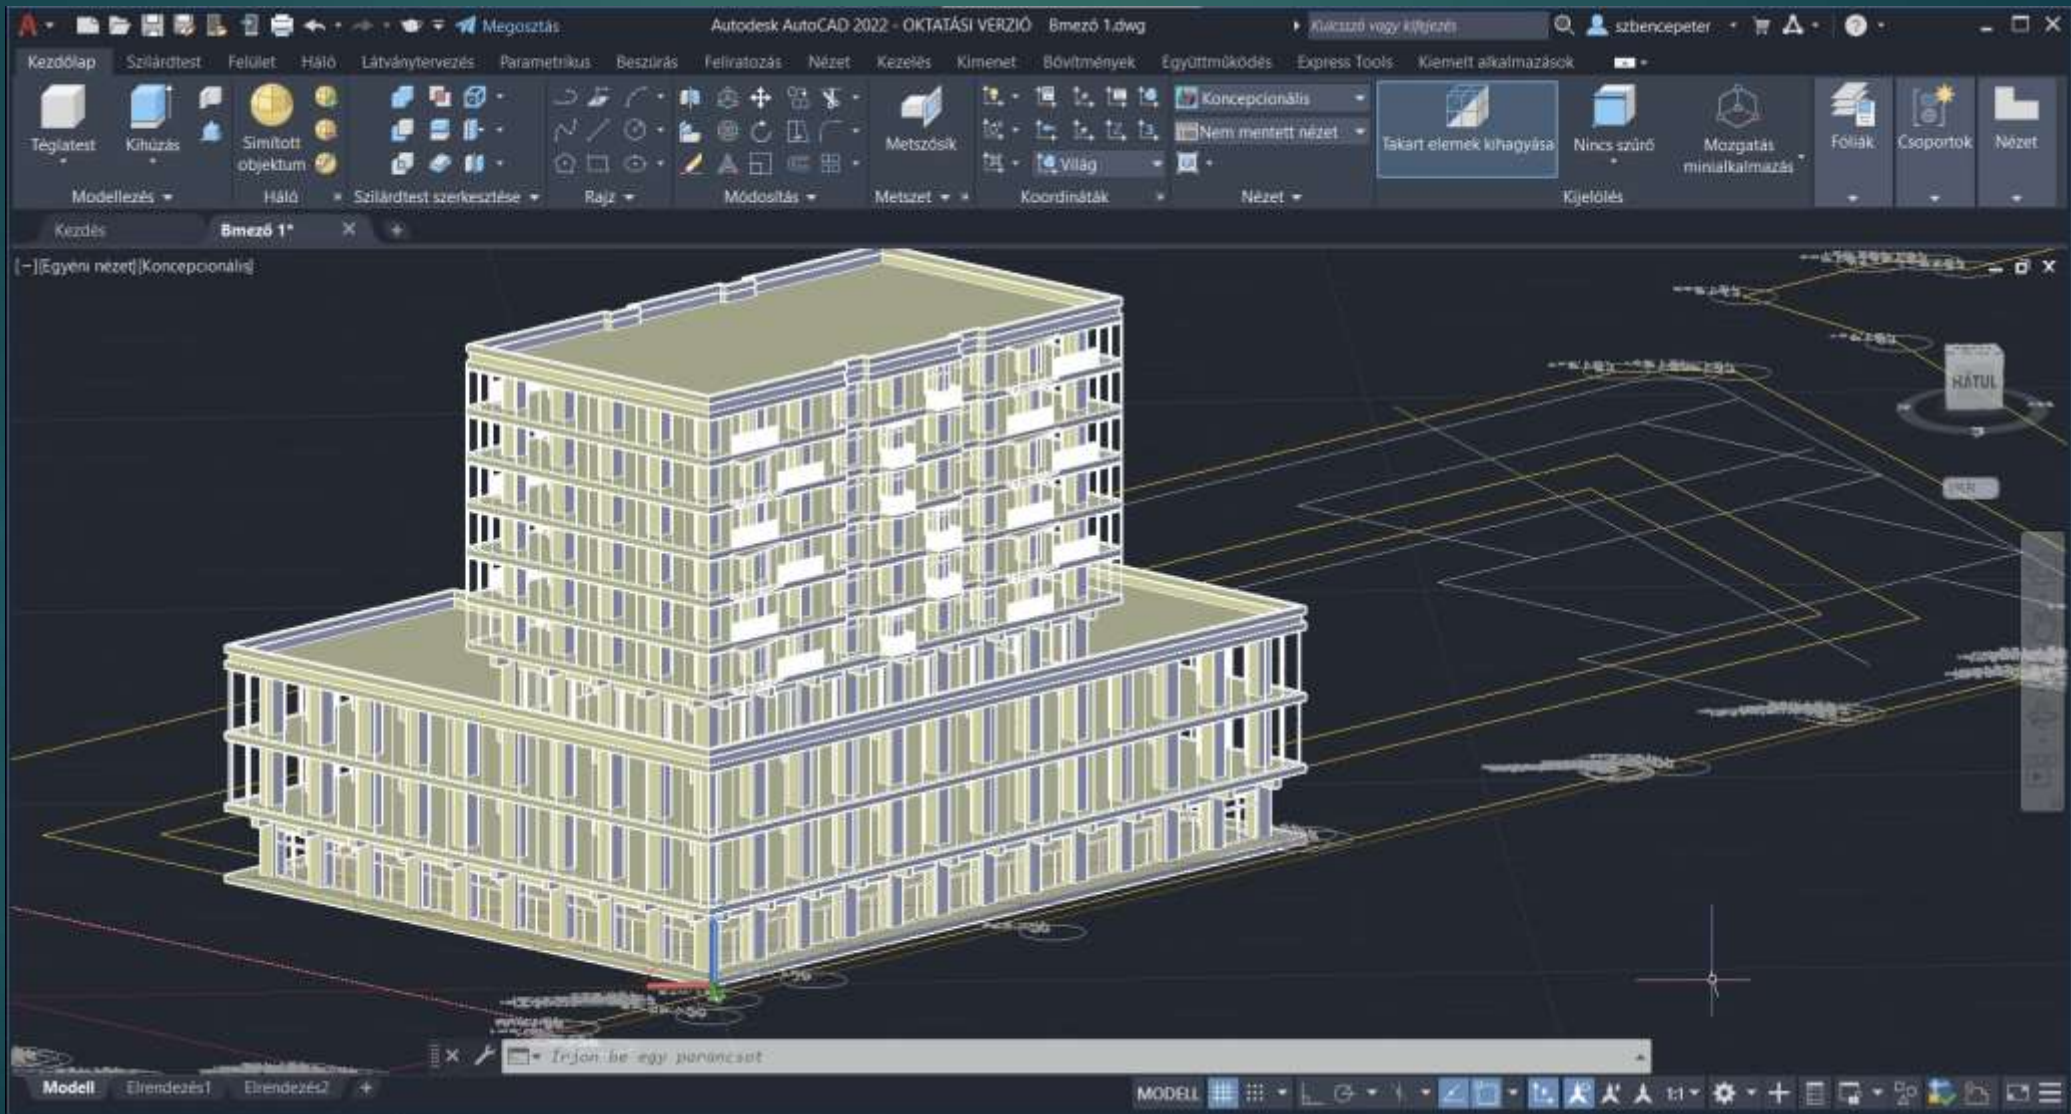 Megosztás Autodesk AutoCAD 2022 - OKTATÁSI VERZIÓ Bmező 1.dwg Kulcsszó vagy kifejezés szbencepeter
Kezdőlap Szilárdtest Felület Háló Látványtervezés Parametrikus Beszúrás Feliratozás Nézet Kezelés Kimenet Bővítmények Együttműködés Express Tools Kiemelt alkalmazások
Téglatest Kihúzás Simított objektum Metszősík Koncepcionális Nem mentett nézet Világ Takart elemek kihagyása Nincs szűrő Mozgatás minialkalmazás Fóliák Csoportok Nézet
Modellezés Háló Szilárdtest szerkesztése Rajz Módosítás Metszet Koordináták Nézet Kijelölés
Kezdés Bmező 1* +
[-][Egyéni nézet][Koncepcionális]
HÁTUL
Írjon be egy parancsot
Modell Elrendezés1 Elrendezés2 + MODELL 1:1